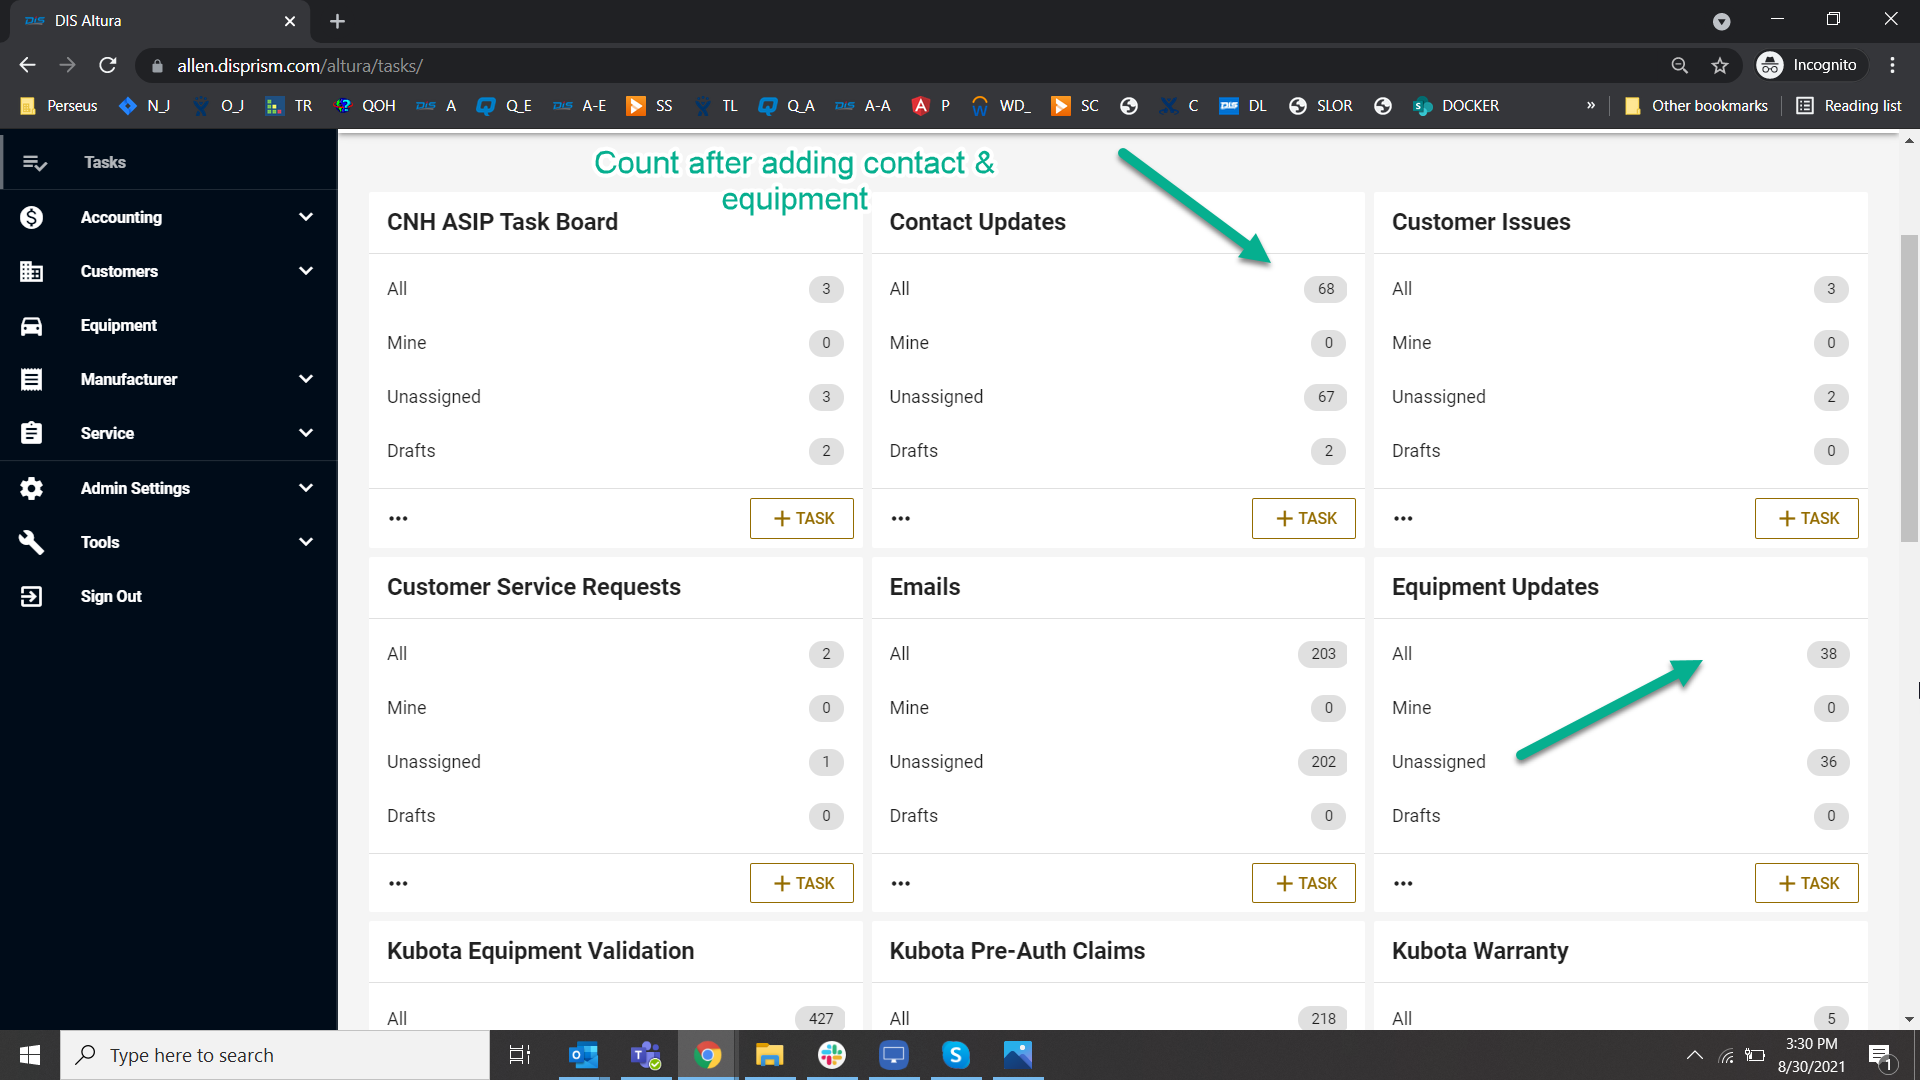 DIS DIS Altura
allen.disprism.com/altura/tasks/
Incognito
Perseus N_J O_J TR QOH DIS A Q_E DIS A-E SS TL Q_A DIS A-A P WD_ SC C DIS DL SLOR DOCKER » Other bookmarks Reading list
Tasks
Accounting
Customers
Equipment
Manufacturer
Service
Admin Settings
Tools
Sign Out
Count after adding contact &
equipment
CNH ASIP Task Board
All 3
Mine 0
Unassigned 3
Drafts 2
+ TASK
Contact Updates
All 68
Mine 0
Unassigned 67
Drafts 2
+ TASK
Customer Issues
All 3
Mine 0
Unassigned 2
Drafts 0
+ TASK
Customer Service Requests
All 2
Mine 0
Unassigned 1
Drafts 0
+ TASK
Emails
All 203
Mine 0
Unassigned 202
Drafts 0
+ TASK
Equipment Updates
All 38
Mine 0
Unassigned 36
Drafts 0
+ TASK
Kubota Equipment Validation
All 427
Kubota Pre-Auth Claims
All 218
Kubota Warranty
All 5
Type here to search
3:30 PM
8/30/2021
1